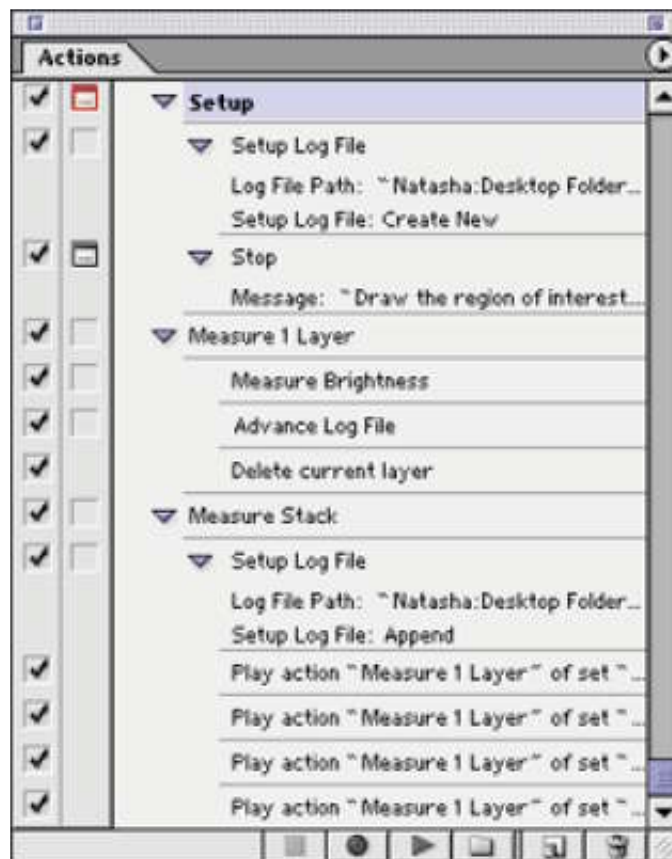 Actions
Setup
Setup Log File
Log File Path: "Natasha:Desktop Folder...
Setup Log File: Create New
Stop
Message: "Draw the region of interest...
Measure 1 Layer
Measure Brightness
Advance Log File
Delete current layer
Measure Stack
Setup Log File
Log File Path: "Natasha:Desktop Folder...
Setup Log File: Append
Play action "Measure 1 Layer" of set "...
Play action "Measure 1 Layer" of set "...
Play action "Measure 1 Layer" of set "...
Play action "Measure 1 Layer" of set "...